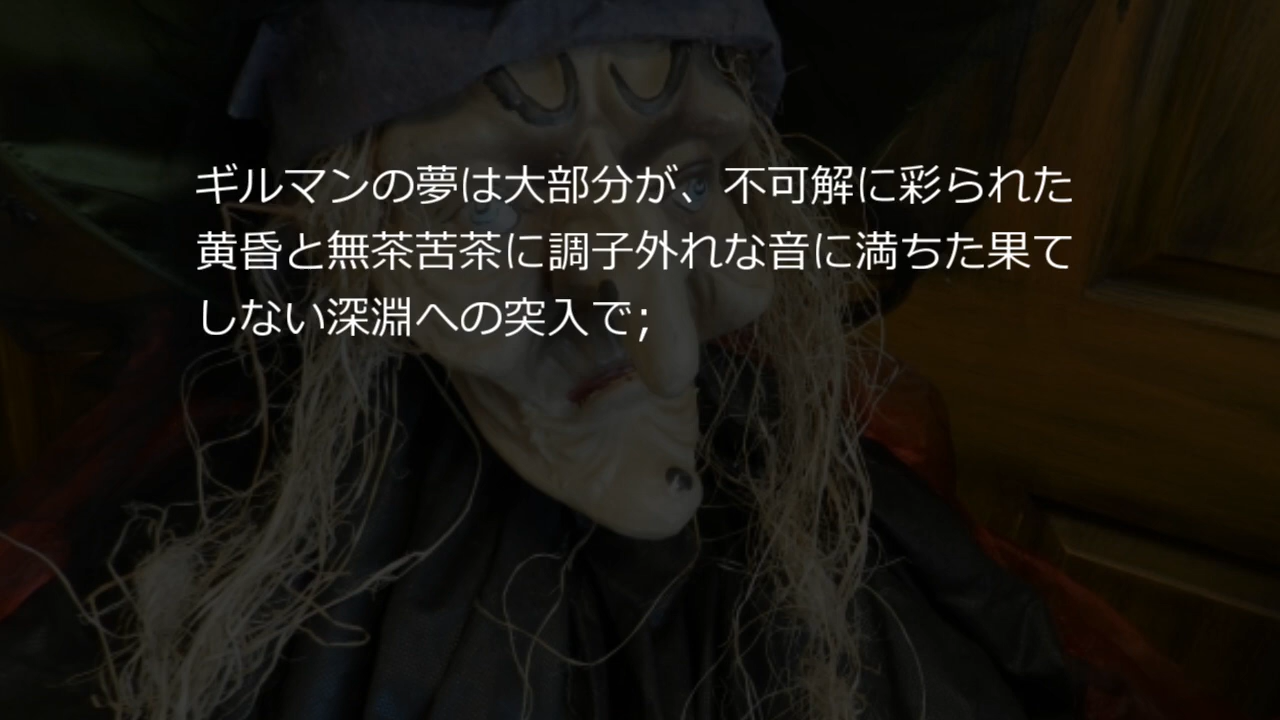 ギルマンの夢は大部分が、不可解に彩られた
黄昏と無茶苦茶に調子外れな音に満ちた果て
しない深淵への突入で;